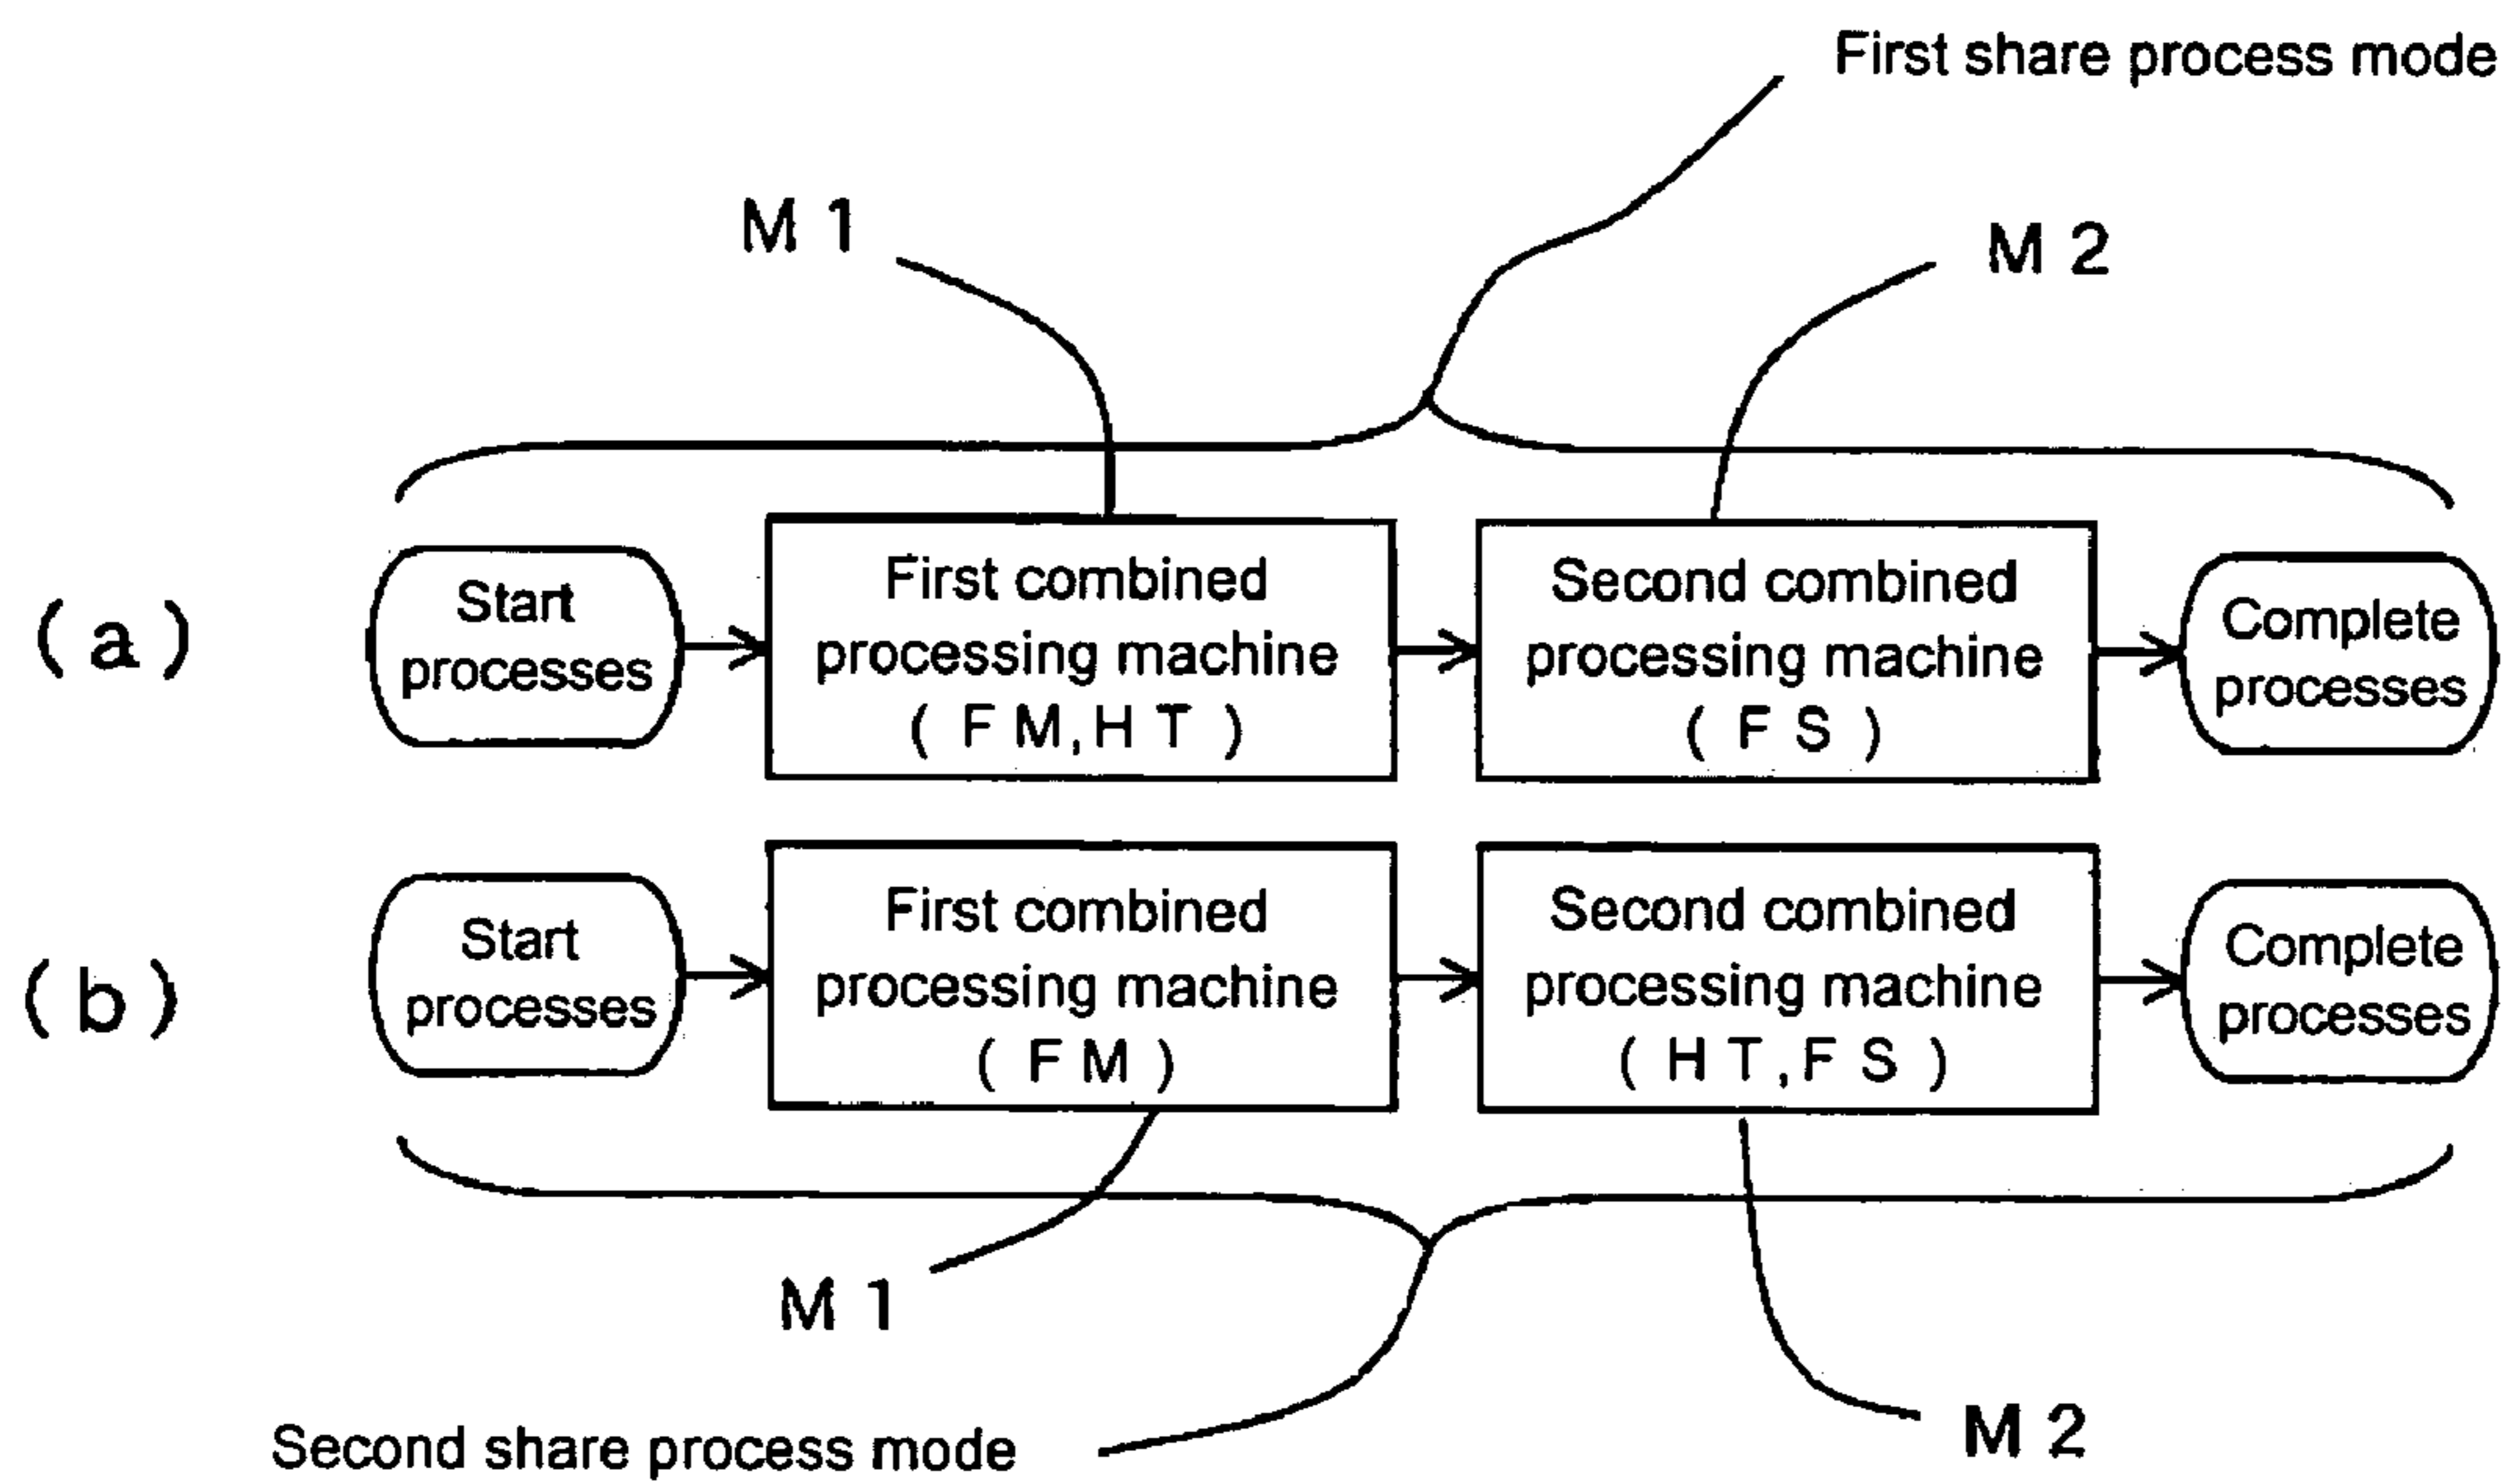 First share process mode
M 1
M 2
(a)
Start
processes
First combined
processing machine
( F M , H T )
Second combined
processing machine
( F S )
Complete
processes
(b)
Start
processes
First combined
processing machine
( F M )
Second combined
processing machine
( H T , F S )
Complete
processes
M 1
M 2
Second share process mode